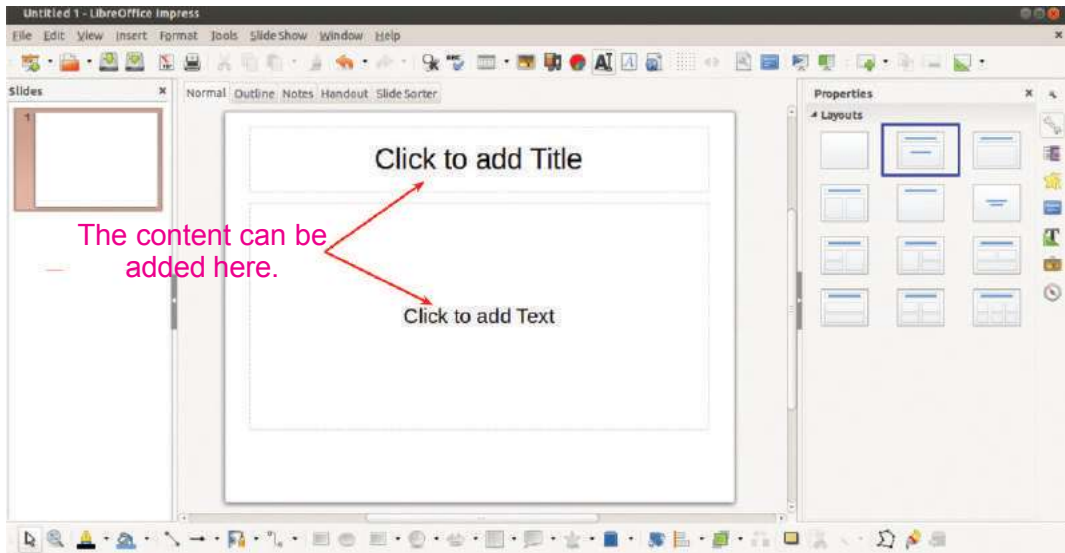 Untitled 1 - LibreOffice Impress
File Edit View Insert Format Tools Slide Show Window Help
Slides
Normal Outline Notes Handout Slide Sorter
Properties
Layouts
1
Click to add Title
The content can be
added here.
Click to add Text